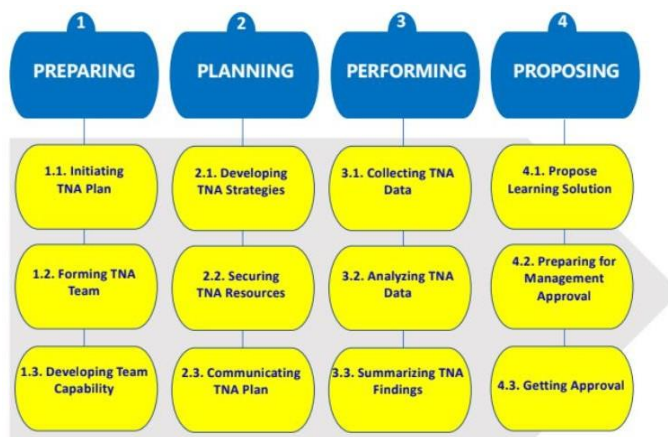 1
PREPARING
1.1. Initiating
TNA Plan
1.2. Forming TNA
Team
1.3. Developing Team
Capability
2
PLANNING
2.1. Developing
TNA Strategies
2.2. Securing
TNA Resources
2.3. Communicating
TNA Plan
3
PERFORMING
3.1. Collecting TNA
Data
3.2. Analyzing TNA
Data
3.3. Summarizing TNA
Findings
4
PROPOSING
4.1. Propose
Learning Solution
4.2. Preparing for
Management
Approval
4.3. Getting Approval